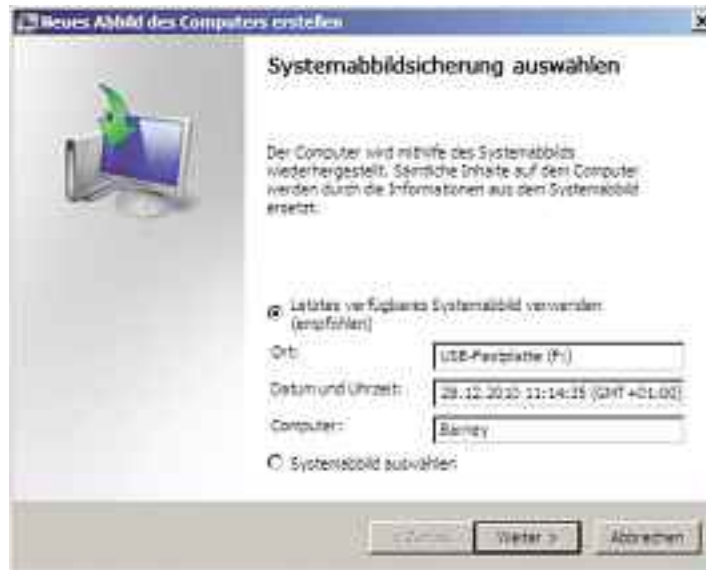 Neues Abbild des Computers erstellen
Systemabbildsicherung auswählen
Der Computer wird mithilfe des Systemabbilds
wiederhergestellt. Sämtliche Inhalte auf dem Computer
werden durch die Informationen aus dem Systemabbild
ersetzt.
Letztes verfügbares Systemabbild verwenden
(empfohlen)
Ort:
USB-Festplatte (F:)
Datum und Uhrzeit:
28.12.2010 11:14:35 (GMT+01:00)
Computer:
Barney
Systemabbild auswählen
< Zurück
Weiter >
Abbrechen